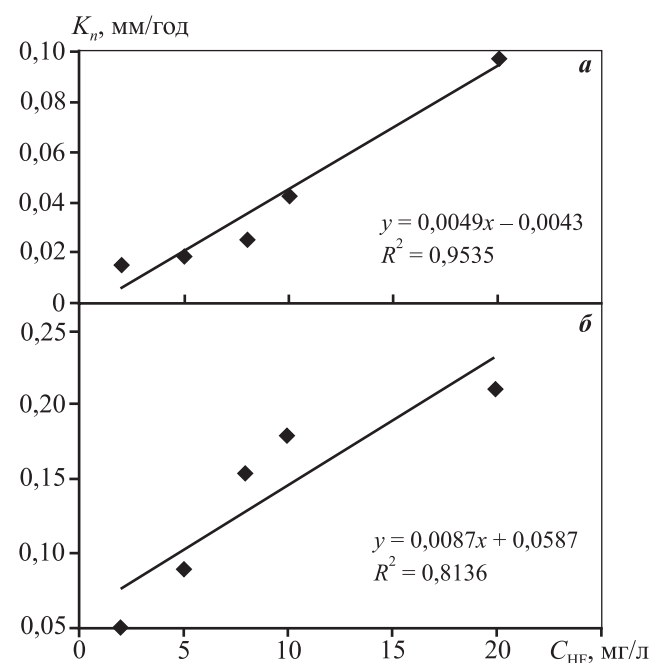 Kₙ, мм/год
0,10
а
0,08
0,06
0,04
y = 0,0049x – 0,0043
R² = 0,9535
0,02
0
б
0,25
0,20
0,15
y = 0,0087x + 0,0587
R² = 0,8136
0,10
0,05
0 5 10 15 20 C_HF, мг/л